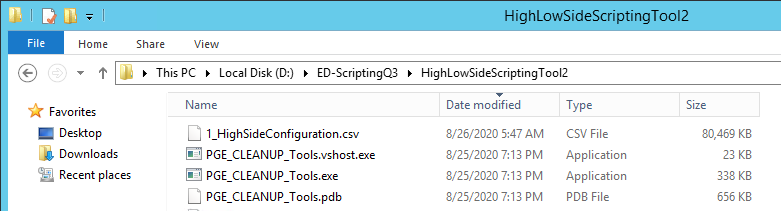 HighLowSideScriptingTool2
File Home Share View
This PC Local Disk (D:) ED-ScriptingQ3 HighLowSideScriptingTool2
Favorites
Desktop
Downloads
Recent places
Name Date modified Type Size
1_HighSideConfiguration.csv 8/26/2020 5:47 AM CSV File 80,469 KB
PGE_CLEANUP_Tools.vshost.exe 8/25/2020 7:13 PM Application 23 KB
PGE_CLEANUP_Tools.exe 8/25/2020 7:13 PM Application 338 KB
PGE_CLEANUP_Tools.pdb 8/25/2020 7:13 PM PDB File 656 KB